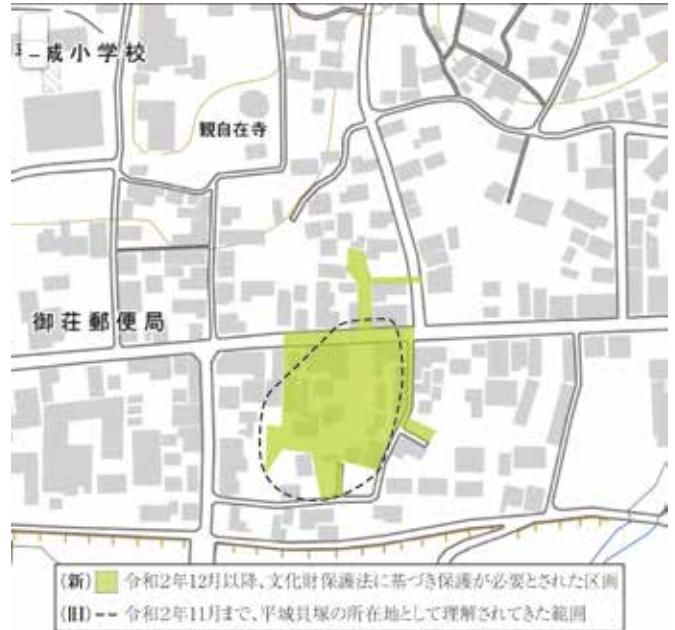 平城小学校
観自在寺
御荘郵便局
(新) 令和2年12月以降、文化財保護法に基づき保護が必要とされた区画
(旧) 令和2年11月まで、平城貝塚の所在地として理解されてきた範囲